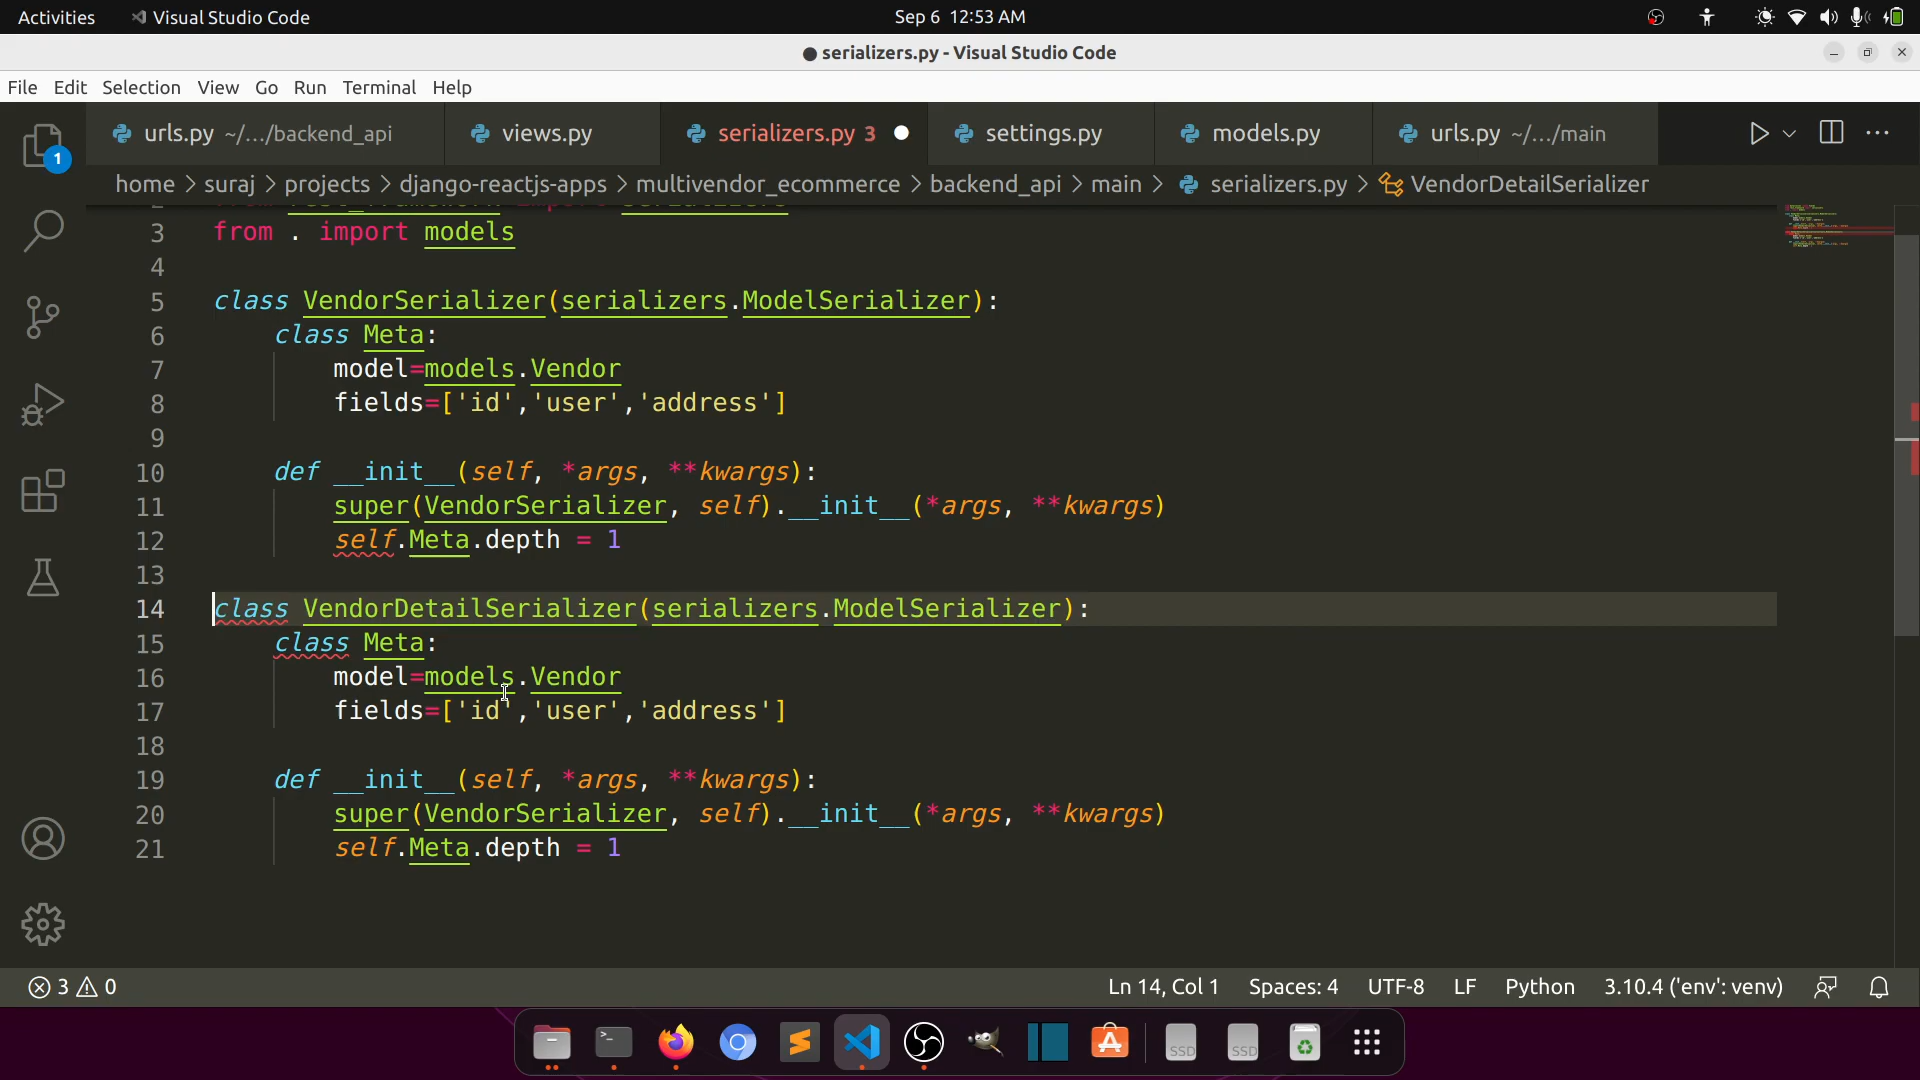 Activities Visual Studio Code Sep 6 12:53 AM
serializers.py - Visual Studio Code
File Edit Selection View Go Run Terminal Help
urls.py ~/.../backend_api views.py serializers.py 3 settings.py models.py urls.py ~/.../main
home > suraj > projects > django-reactjs-apps > multivendor_ecommerce > backend_api > main > serializers.py > VendorDetailSerializer
1
3 from . import models
4
5 class VendorSerializer(serializers.ModelSerializer):
6     class Meta:
7         model=models.Vendor
8         fields=['id','user','address']
9
10     def __init__(self, *args, **kwargs):
11         super(VendorSerializer, self).__init__(*args, **kwargs)
12         self.Meta.depth = 1
13
14 class VendorDetailSerializer(serializers.ModelSerializer):
15     class Meta:
16         model=models.Vendor
17         fields=['id','user','address']
18
19     def __init__(self, *args, **kwargs):
20         super(VendorSerializer, self).__init__(*args, **kwargs)
21         self.Meta.depth = 1
3 0 Ln 14, Col 1 Spaces: 4 UTF-8 LF Python 3.10.4 ('env': venv)
SSD SSD